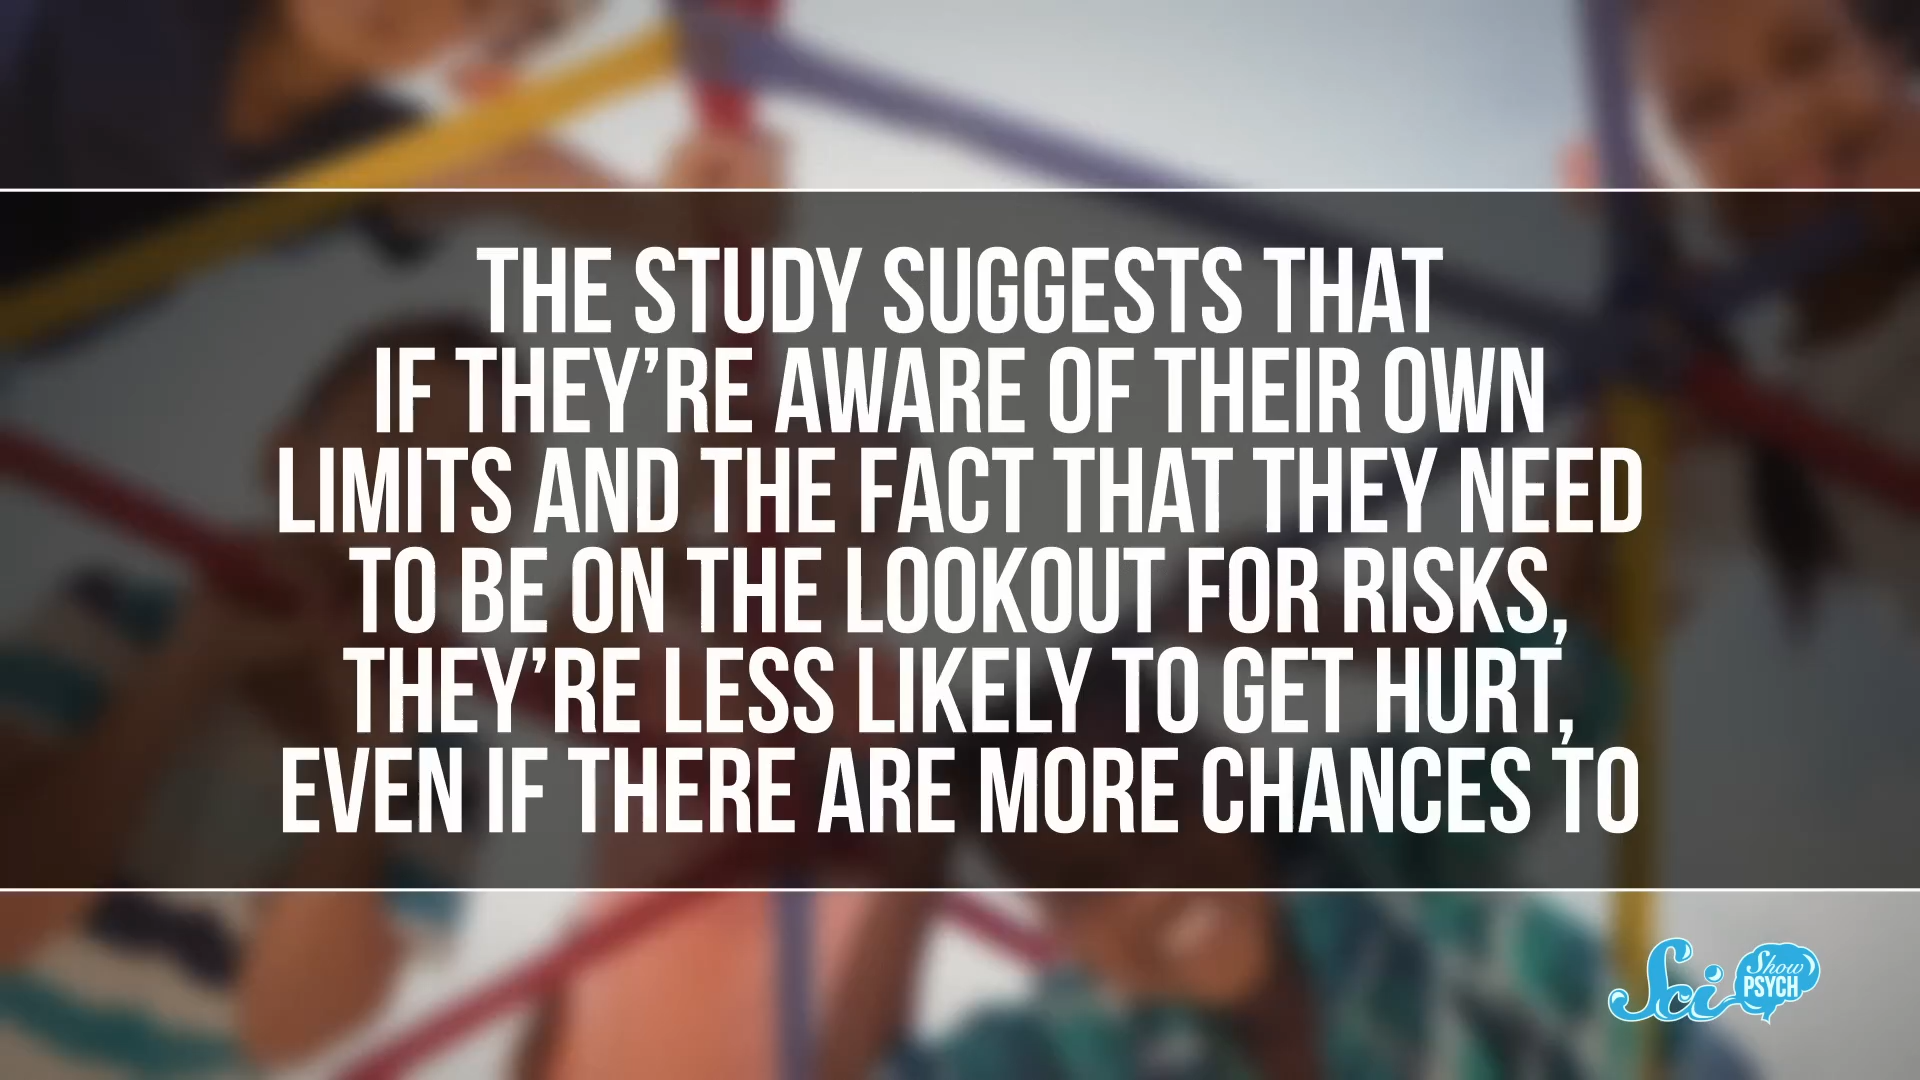 THE STUDY SUGGESTS THAT
IF THEY'RE AWARE OF THEIR OWN
LIMITS AND THE FACT THAT THEY NEED
TO BE ON THE LOOKOUT FOR RISKS,
THEY'RE LESS LIKELY TO GET HURT,
EVEN IF THERE ARE MORE CHANCES TO
Sci Show
PSYCH